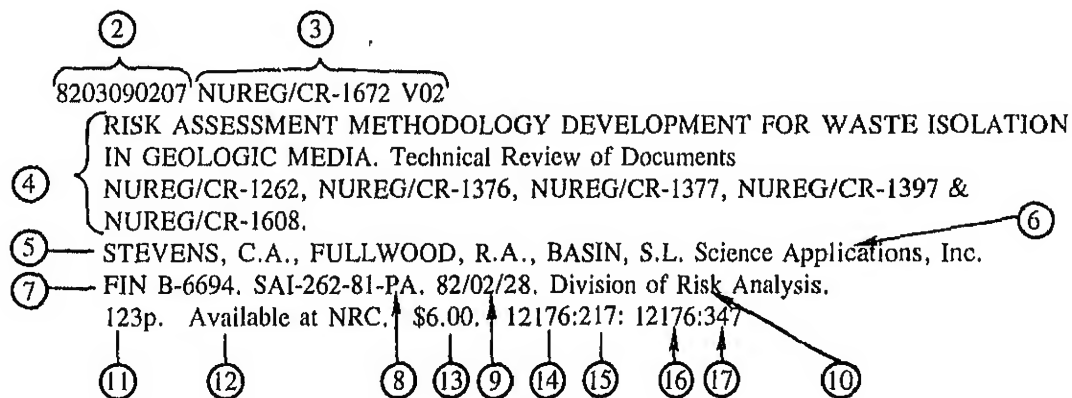 ② ③
8203090207 NUREG/CR-1672 V02
RISK ASSESSMENT METHODOLOGY DEVELOPMENT FOR WASTE ISOLATION
IN GEOLOGIC MEDIA. Technical Review of Documents
④ NUREG/CR-1262, NUREG/CR-1376, NUREG/CR-1377, NUREG/CR-1397 &
NUREG/CR-1608. ⑥
⑤ STEVENS, C.A., FULLWOOD, R.A., BASIN, S.L. Science Applications, Inc.
⑦ FIN B-6694. SAI-262-81-PA. 82/02/28. Division of Risk Analysis.
123p. Available at NRC. $6.00. 12176:217: 12176:347
⑪ ⑫ ⑧ ⑬ ⑨ ⑭ ⑮ ⑯ ⑰ ⑩